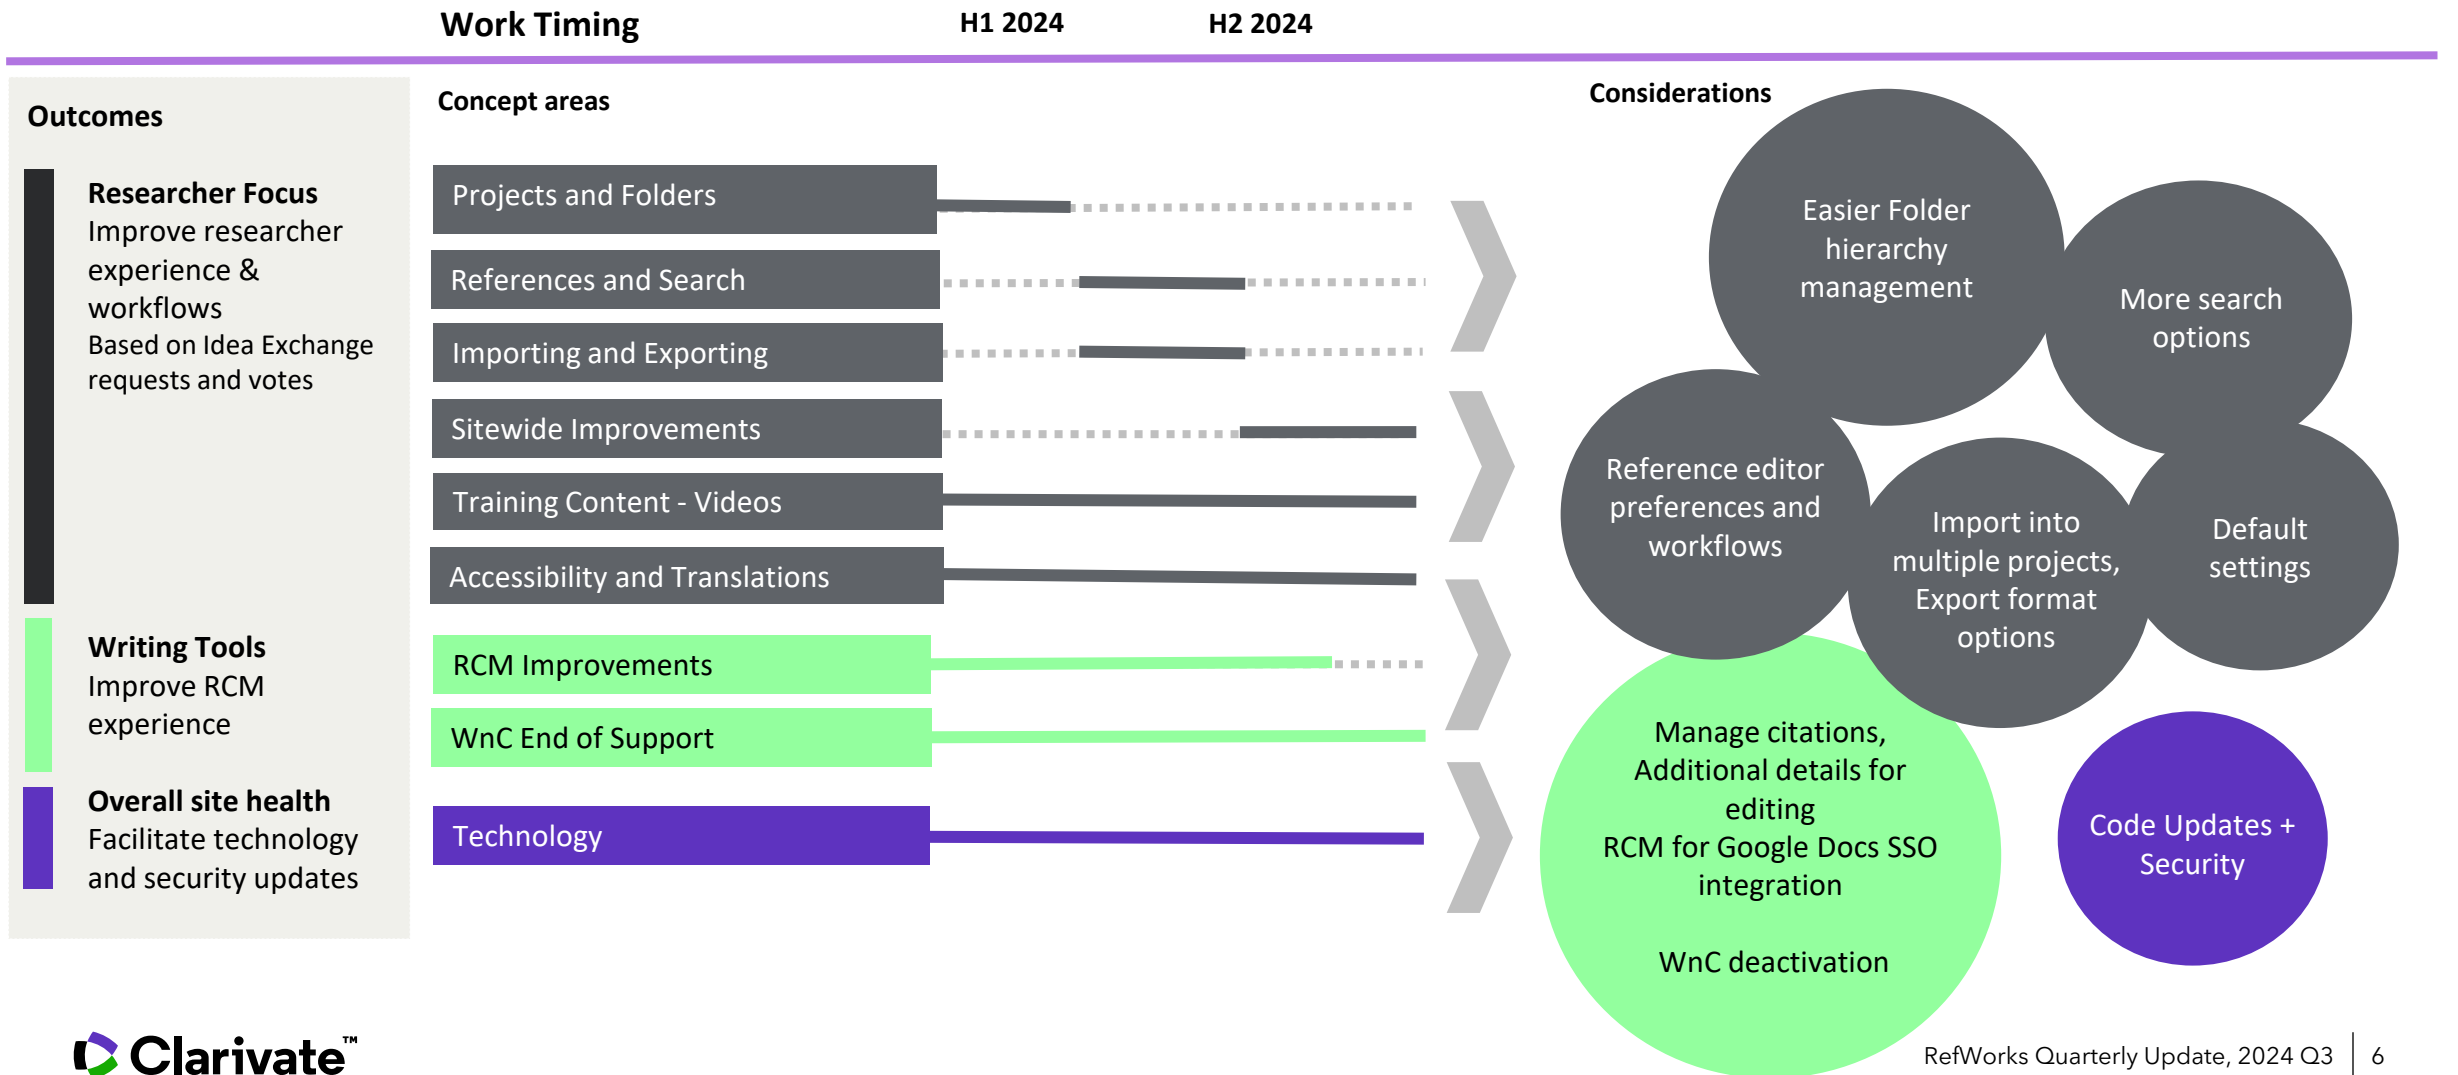 Work Timing
H1 2024
H2 2024
Outcomes
Concept areas
Considerations
Researcher Focus
Improve researcher
experience &
workflows
Based on Idea Exchange
requests and votes
Writing Tools
Improve RCM
experience
Overall site health
Facilitate technology
and security updates
Projects and Folders
References and Search
Importing and Exporting
Sitewide Improvements
Training Content - Videos
Accessibility and Translations
RCM Improvements
WnC End of Support
Technology
Easier Folder
hierarchy
management
More search
options
Reference editor
preferences and
workflows
Import into
multiple projects,
Export format
options
Default
settings
Manage citations,
Additional details for
editing
RCM for Google Docs SSO
integration
WnC deactivation
Code Updates +
Security
Clarivate™
RefWorks Quarterly Update, 2024 Q3
6